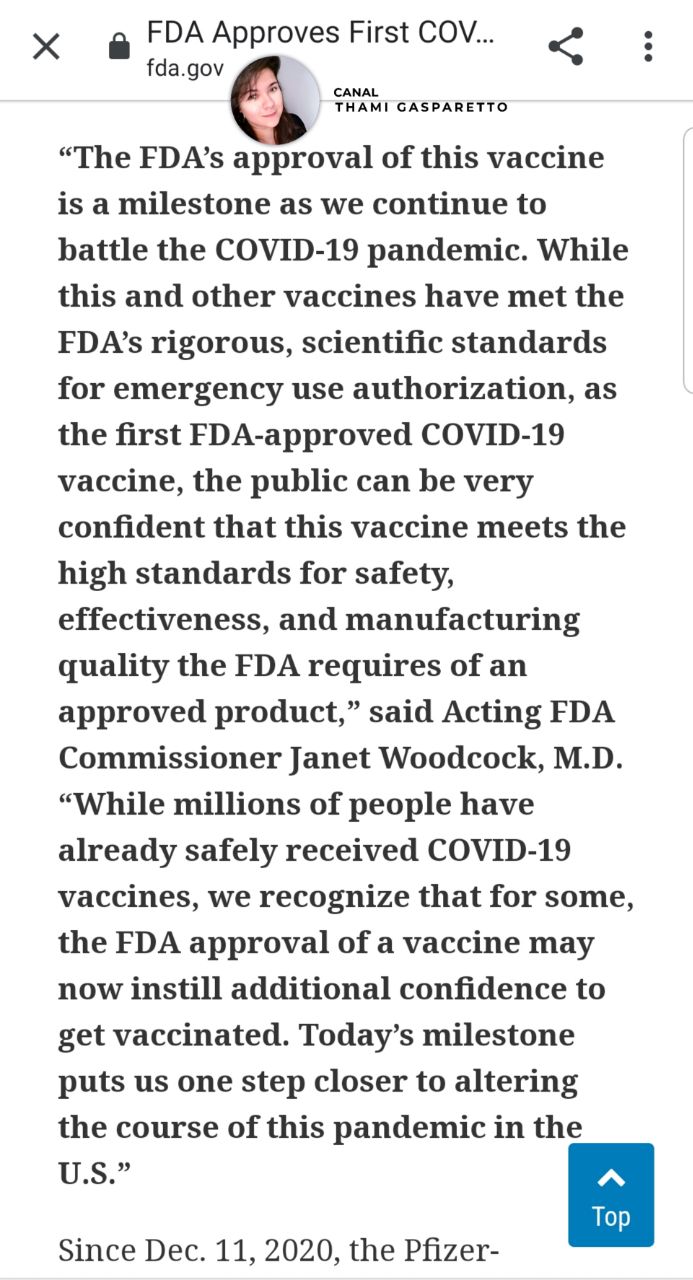 FDA Approves First COV...
fda.gov
CANAL
THAMI GASPARETTO
“The FDA’s approval of this vaccine
is a milestone as we continue to
battle the COVID-19 pandemic. While
this and other vaccines have met the
FDA’s rigorous, scientific standards
for emergency use authorization, as
the first FDA-approved COVID-19
vaccine, the public can be very
confident that this vaccine meets the
high standards for safety,
effectiveness, and manufacturing
quality the FDA requires of an
approved product,” said Acting FDA
Commissioner Janet Woodcock, M.D.
“While millions of people have
already safely received COVID-19
vaccines, we recognize that for some,
the FDA approval of a vaccine may
now instill additional confidence to
get vaccinated. Today’s milestone
puts us one step closer to altering
the course of this pandemic in the
U.S.”
Top
Since Dec. 11, 2020, the Pfizer-